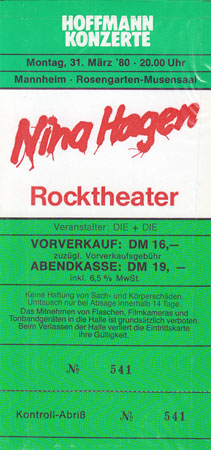 HOFFMANN
KONZERTE
Montag, 31. März '80 - 20.00 Uhr
Mannheim - Rosengarten-Musensaal
Nina Hagen
Rocktheater
Veranstalter: DIE + DIE
VORVERKAUF: DM 16,—
zuzügl. Vorverkaufsgebühr
ABENDKASSE: DM 19,—
inkl. 6,5 % MwSt.
Keine Haftung von Sach- und Körperschäden.
Umtausch nur bei Absage innerhalb 14 Tage.
Das Mitnehmen von Flaschen, Filmkameras und
Tonbandgeräten in die Halle ist grundsätzlich verboten.
Beim Verlassen der Halle verliert die Eintrittskarte
ihre Gültigkeit.
№ 541
Kontroll-Abriß № 541